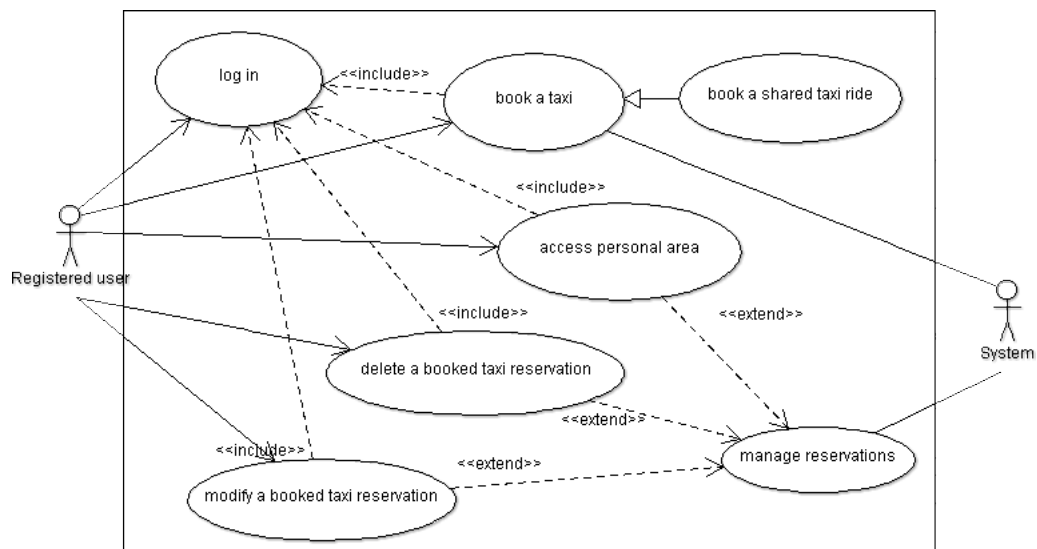 log in
<<include>>
book a taxi
book a shared taxi ride
<<include>>
access personal area
Registered user
<<include>>
<<extend>>
System
delete a booked taxi reservation
<<extend>>
<<include>>
<<extend>>
manage reservations
modify a booked taxi reservation